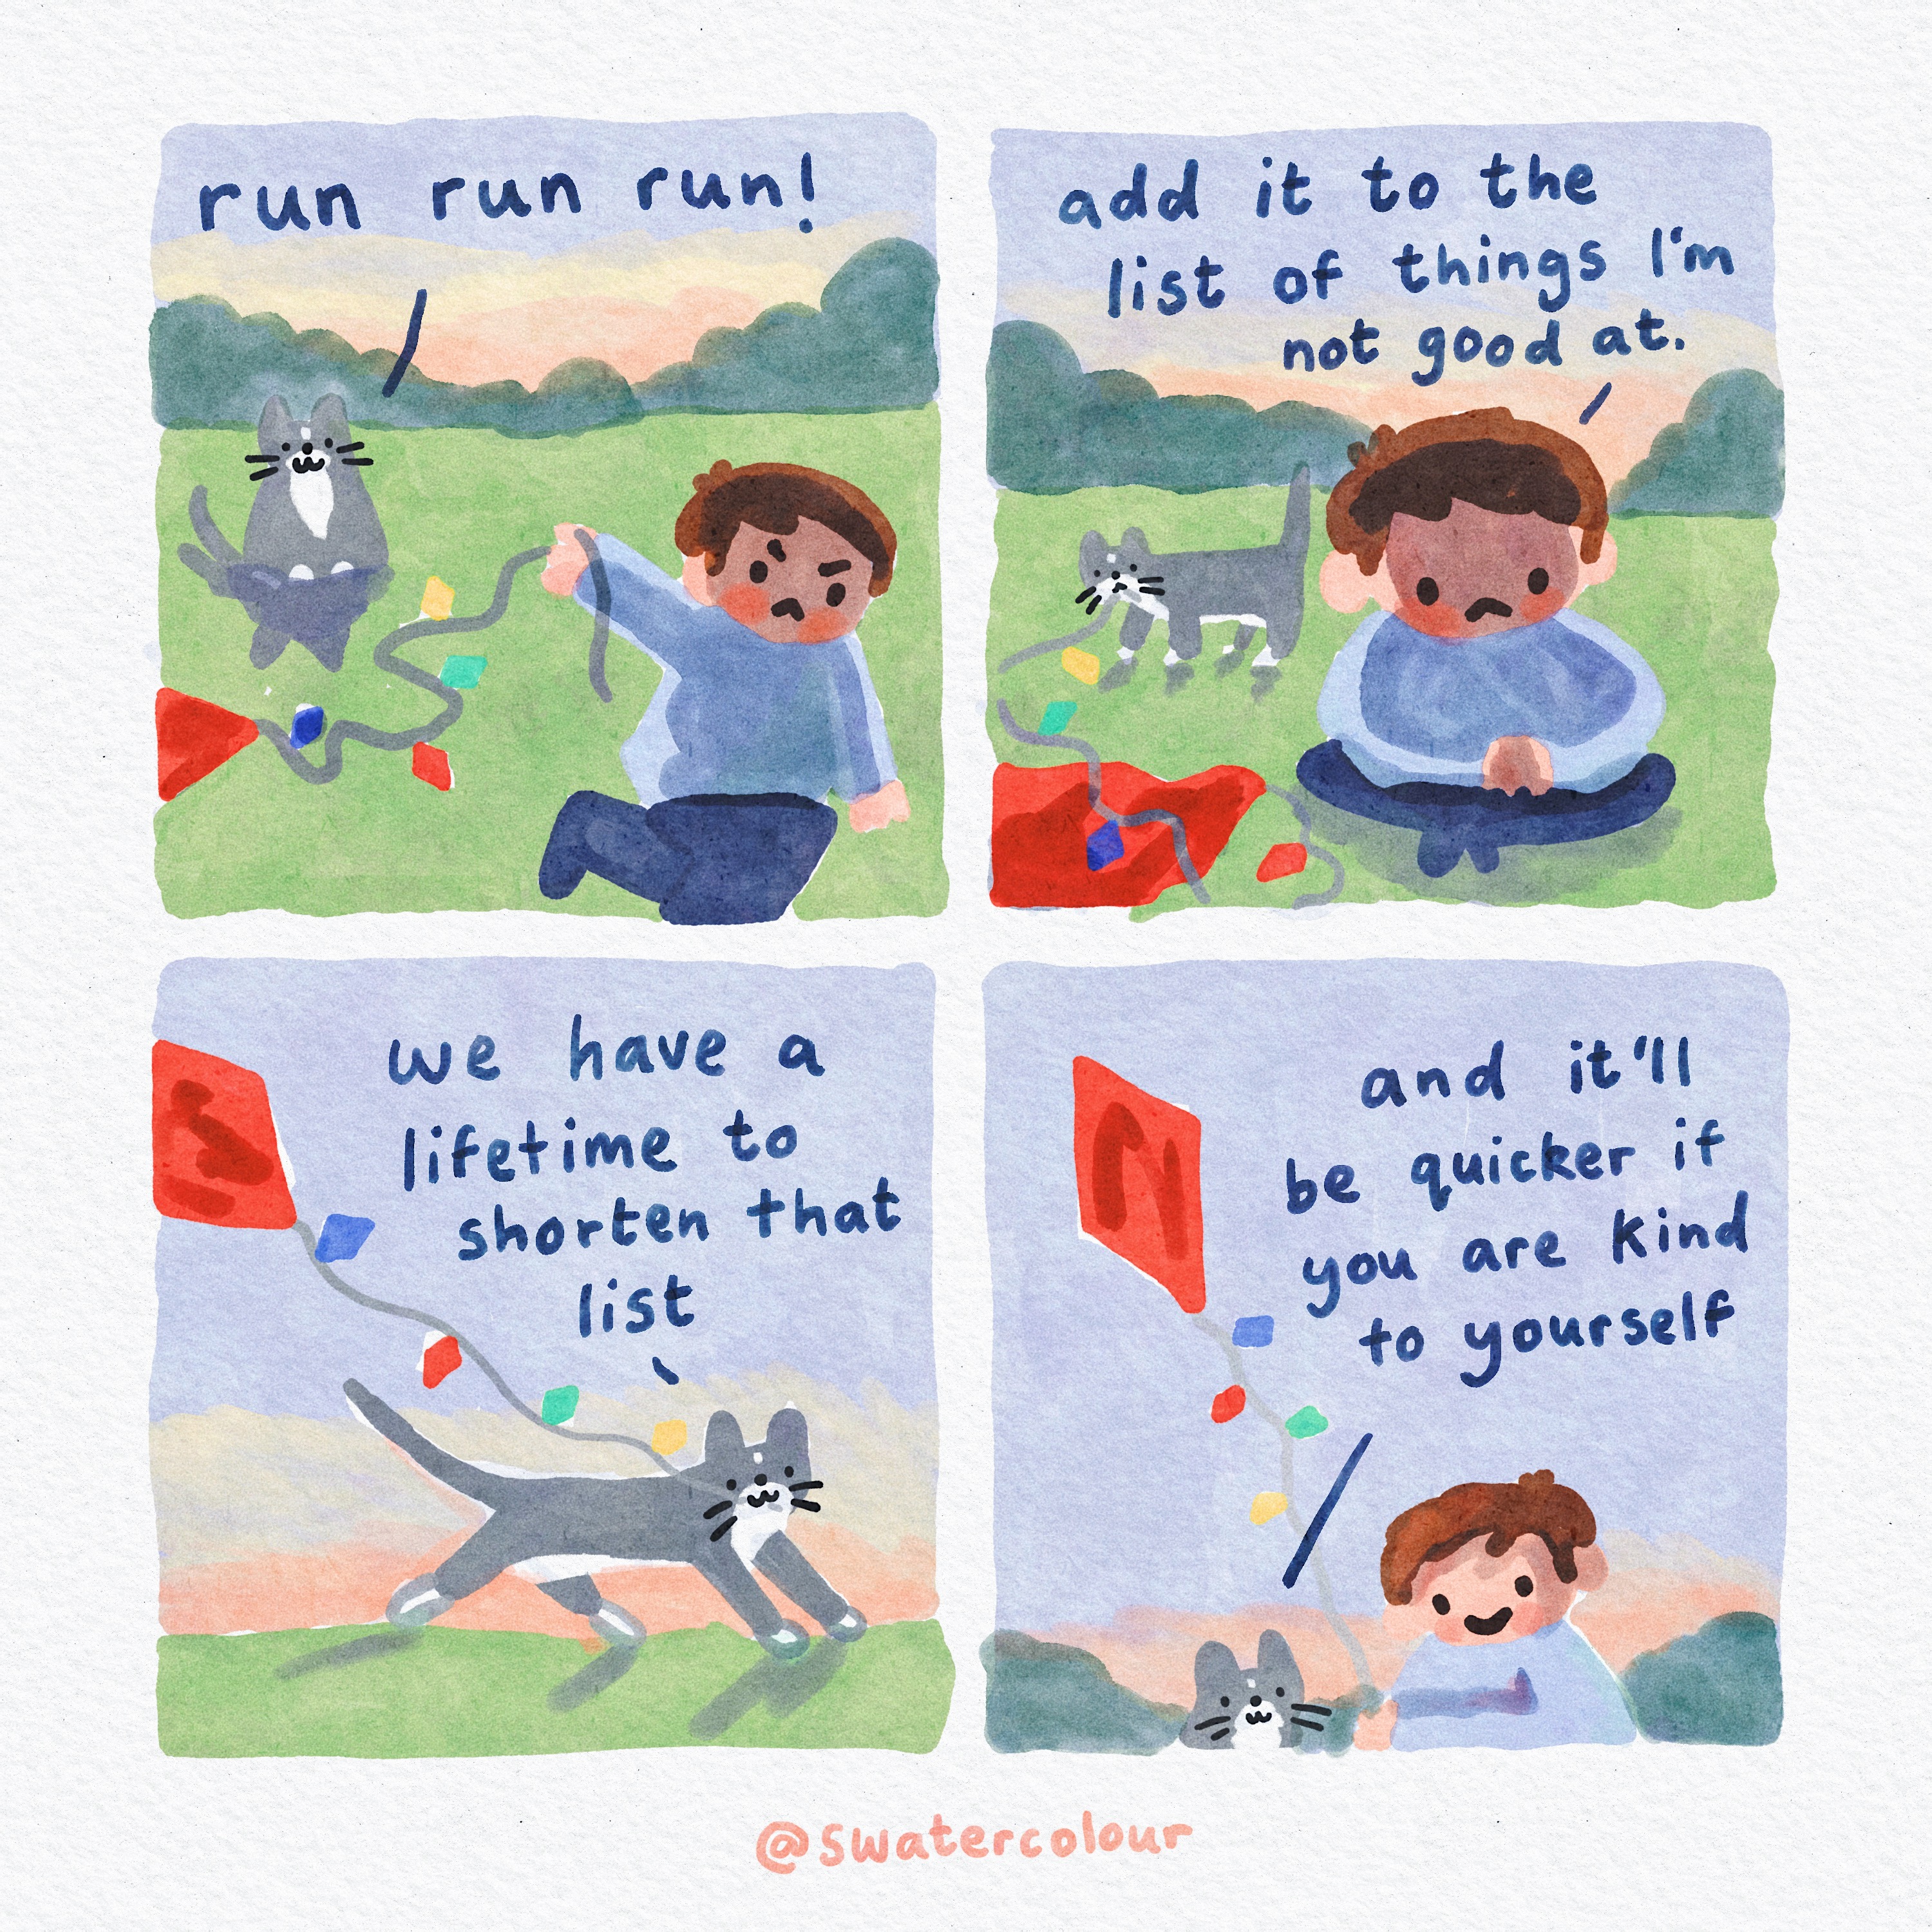 run run run!
add it to the
list of things I'm
not good at.
we have a
lifetime to
shorten that
list
and it'll
be quicker if
you are kind
to yourself
@swatercolour